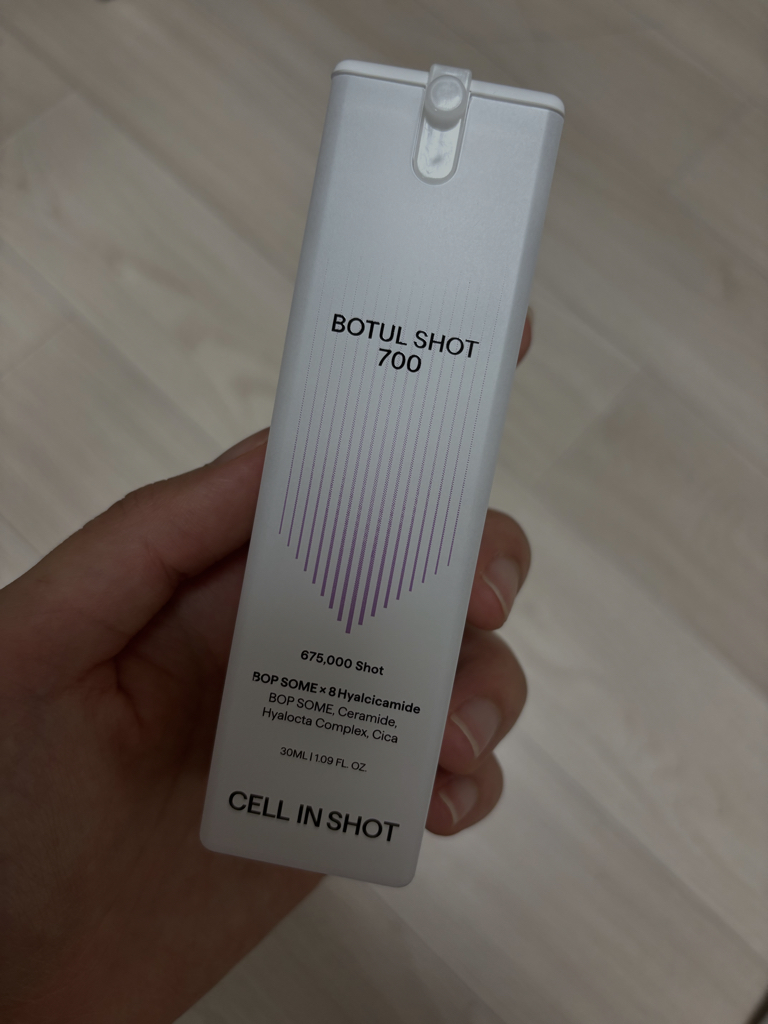 BOTUL SHOT
700
675,000 Shot
BOP SOME × 8 Hyalcicamide
BOP SOME, Ceramide,
Hyalocta Complex, Cica
30ML | 1.09 FL. OZ.
CELL IN SHOT